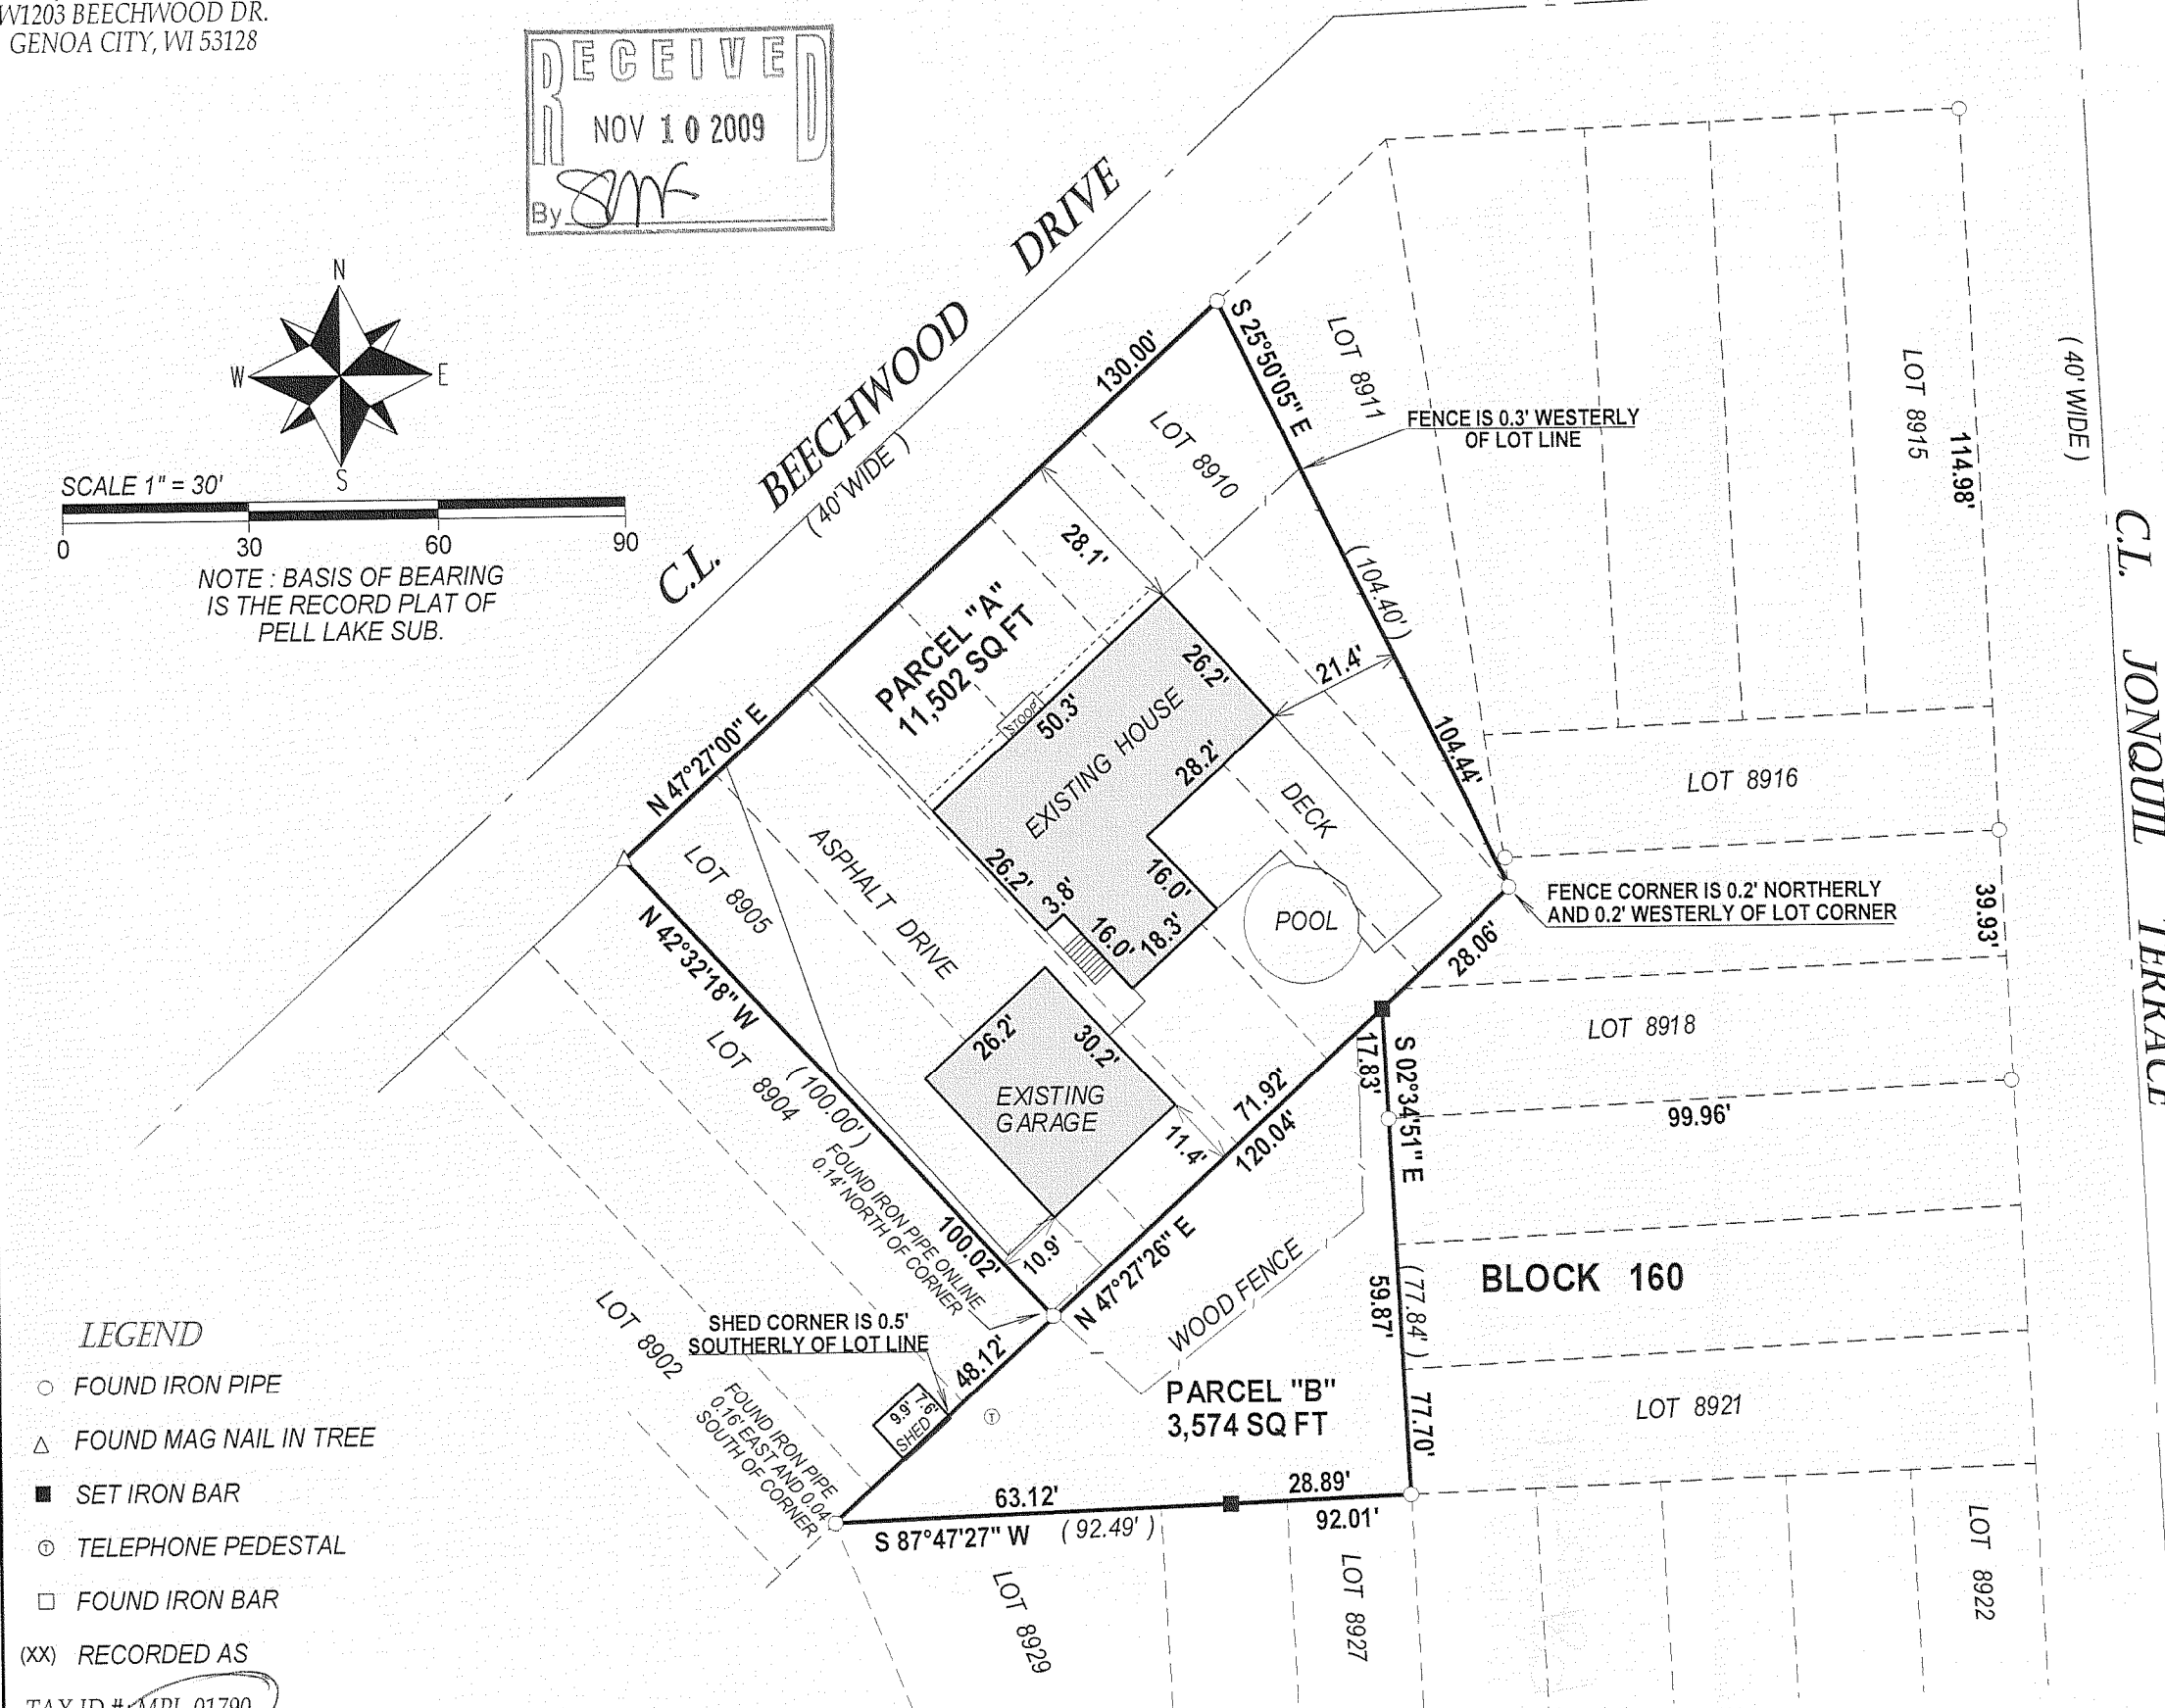 W1203 BEECHWOOD DR.
GENOA CITY, WI 53128
RECEIVED
NOV 10 2009
By
N
W
E
S
SCALE 1" = 30'
0
30
60
90
NOTE : BASIS OF BEARING
IS THE RECORD PLAT OF
PELL LAKE SUB.
C.L.
BEECHWOOD
DRIVE
( 40' WIDE )
130.00'
N 47°27'00" E
S 25°50'05" E
LOT 8911
LOT 8910
FENCE IS 0.3' WESTERLY
OF LOT LINE
LOT 8915
114.98'
( 40' WIDE )
C.L.
JONQUIL
TERRACE
28.1'
( 104.40' )
PARCEL "A"
11,502 SQ FT
STOOP
50.3'
26.2'
21.4'
EXISTING HOUSE
28.2'
104.44'
DECK
LOT 8916
LOT 8905
ASPHALT DRIVE
26.2'
3.8'
16.0'
16.0'
18.3'
POOL
FENCE CORNER IS 0.2' NORTHERLY
AND 0.2' WESTERLY OF LOT CORNER
39.93'
28.06'
N 42°32'18" W
LOT 8904
( 100.00' )
26.2'
30.2'
EXISTING
GARAGE
11.4'
71.92'
120.04'
17.83'
S 02°34'51" E
LOT 8918
99.96'
FOUND IRON PIPE ONLINE
0.14' NORTH OF CORNER
100.02'
10.9'
N 47°27'26" E
WOOD FENCE
59.87'
( 77.84' )
BLOCK 160
LOT 8902
SHED CORNER IS 0.5'
SOUTHERLY OF LOT LINE
48.12'
9.9'
7.6'
SHED
T
PARCEL "B"
3,574 SQ FT
77.70'
LOT 8921
FOUND IRON PIPE
0.16' EAST AND 0.04'
SOUTH OF CORNER
63.12'
28.89'
S 87°47'27" W
( 92.49' )
92.01'
LOT 8929
LOT 8927
LOT 8922
LEGEND
FOUND IRON PIPE
FOUND MAG NAIL IN TREE
SET IRON BAR
T TELEPHONE PEDESTAL
FOUND IRON BAR
(XX) RECORDED AS
TAX ID #: MPL 01790